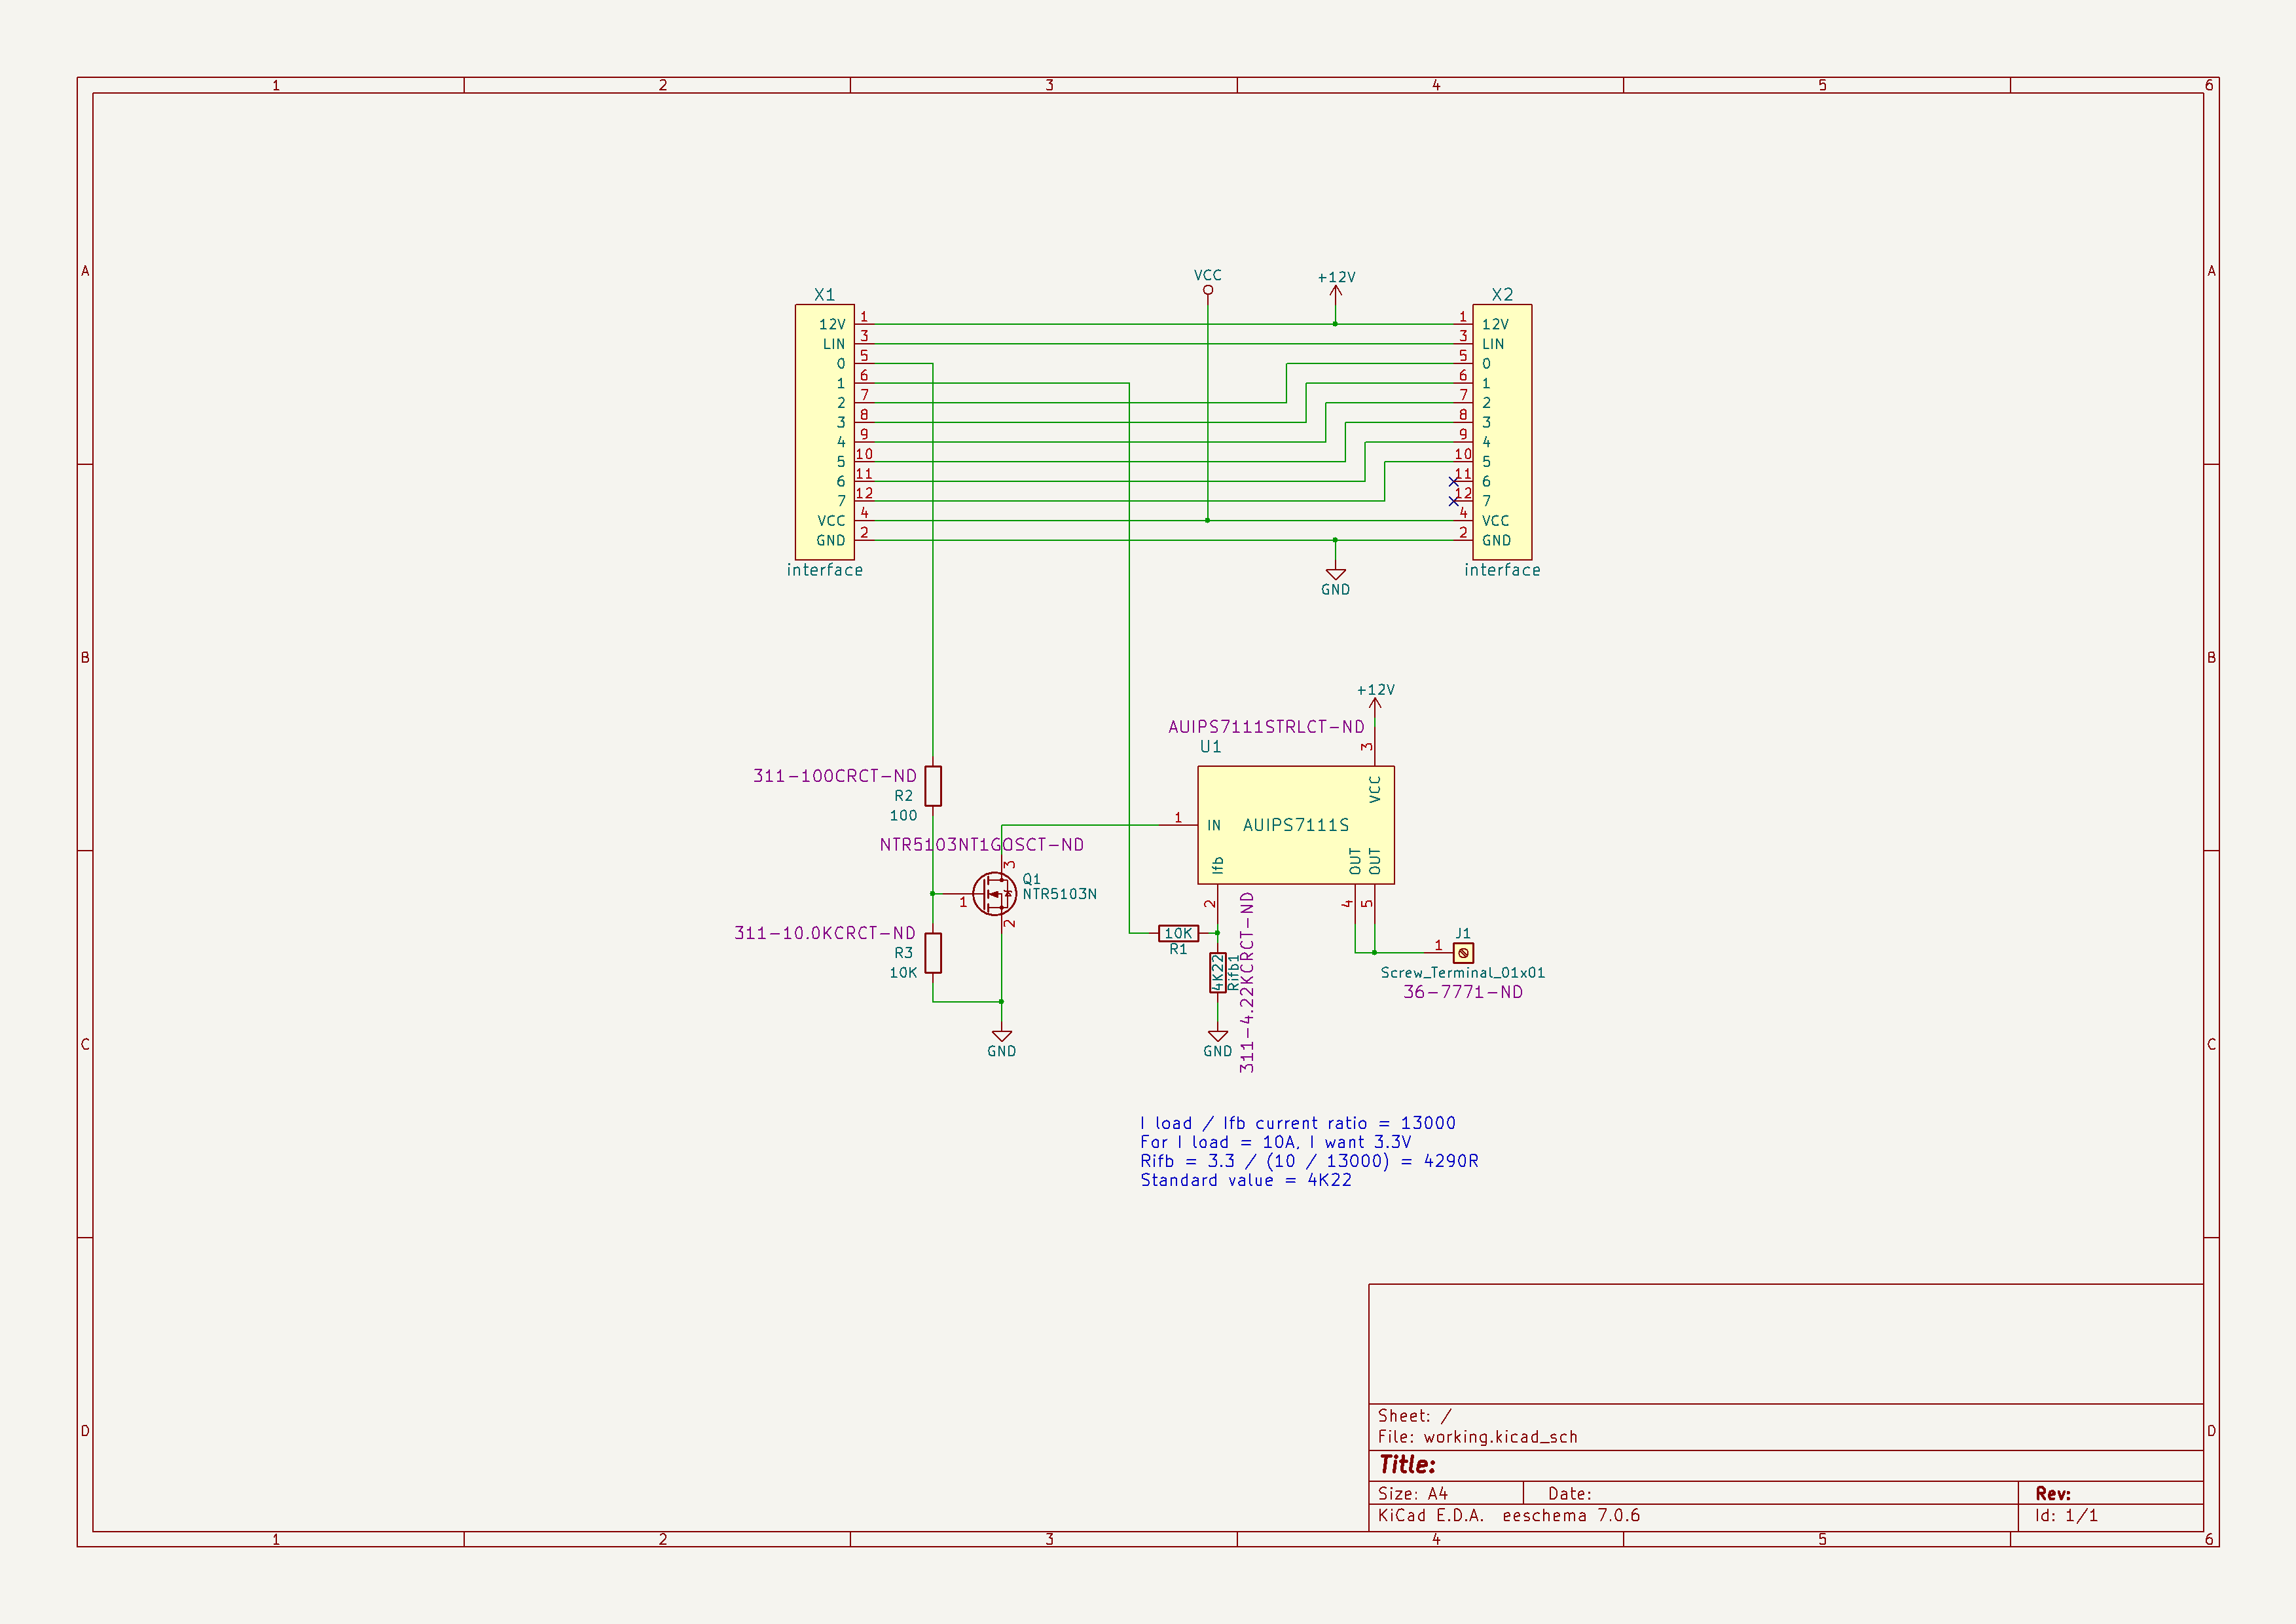 1 2 3 4 5 6
A A
VCC
+12V
X1
X2
12V 1
1 12V
LIN 3
3 LIN
0 5
5 0
1 6
6 1
2 7
7 2
3 8
8 3
4 9
9 4
5 10
10 5
6 11
11 6
7 12
12 7
VCC 4
4 VCC
GND 2
2 GND
interface
interface
GND
B B
+12V
AUIPS7111STRLCT-ND
U1
3
VCC
311-100CRCT-ND
R2
100
1
IN
AUIPS7111S
NTR5103NT1GOSCT-ND
Ifb
OUT
OUT
3
Q1
NTR5103N
1
2
2
4
5
311-10.0KCRCT-ND
R3
10K
10K
R1
4K22
Rifb1
311-4.22KCRCT-ND
J1
1
Screw_Terminal_01x01
36-7771-ND
GND
GND
C C
I load / Ifb current ratio = 13000
For I load = 10A, I want 3.3V
Rifb = 3.3 / (10 / 13000) = 4290R
Standard value = 4K22
D D
Sheet: /
File: working.kicad_sch
Title:
Size: A4 Date: Rev:
KiCad E.D.A. eeschema 7.0.6 Id: 1/1
1 2 3 4 5 6